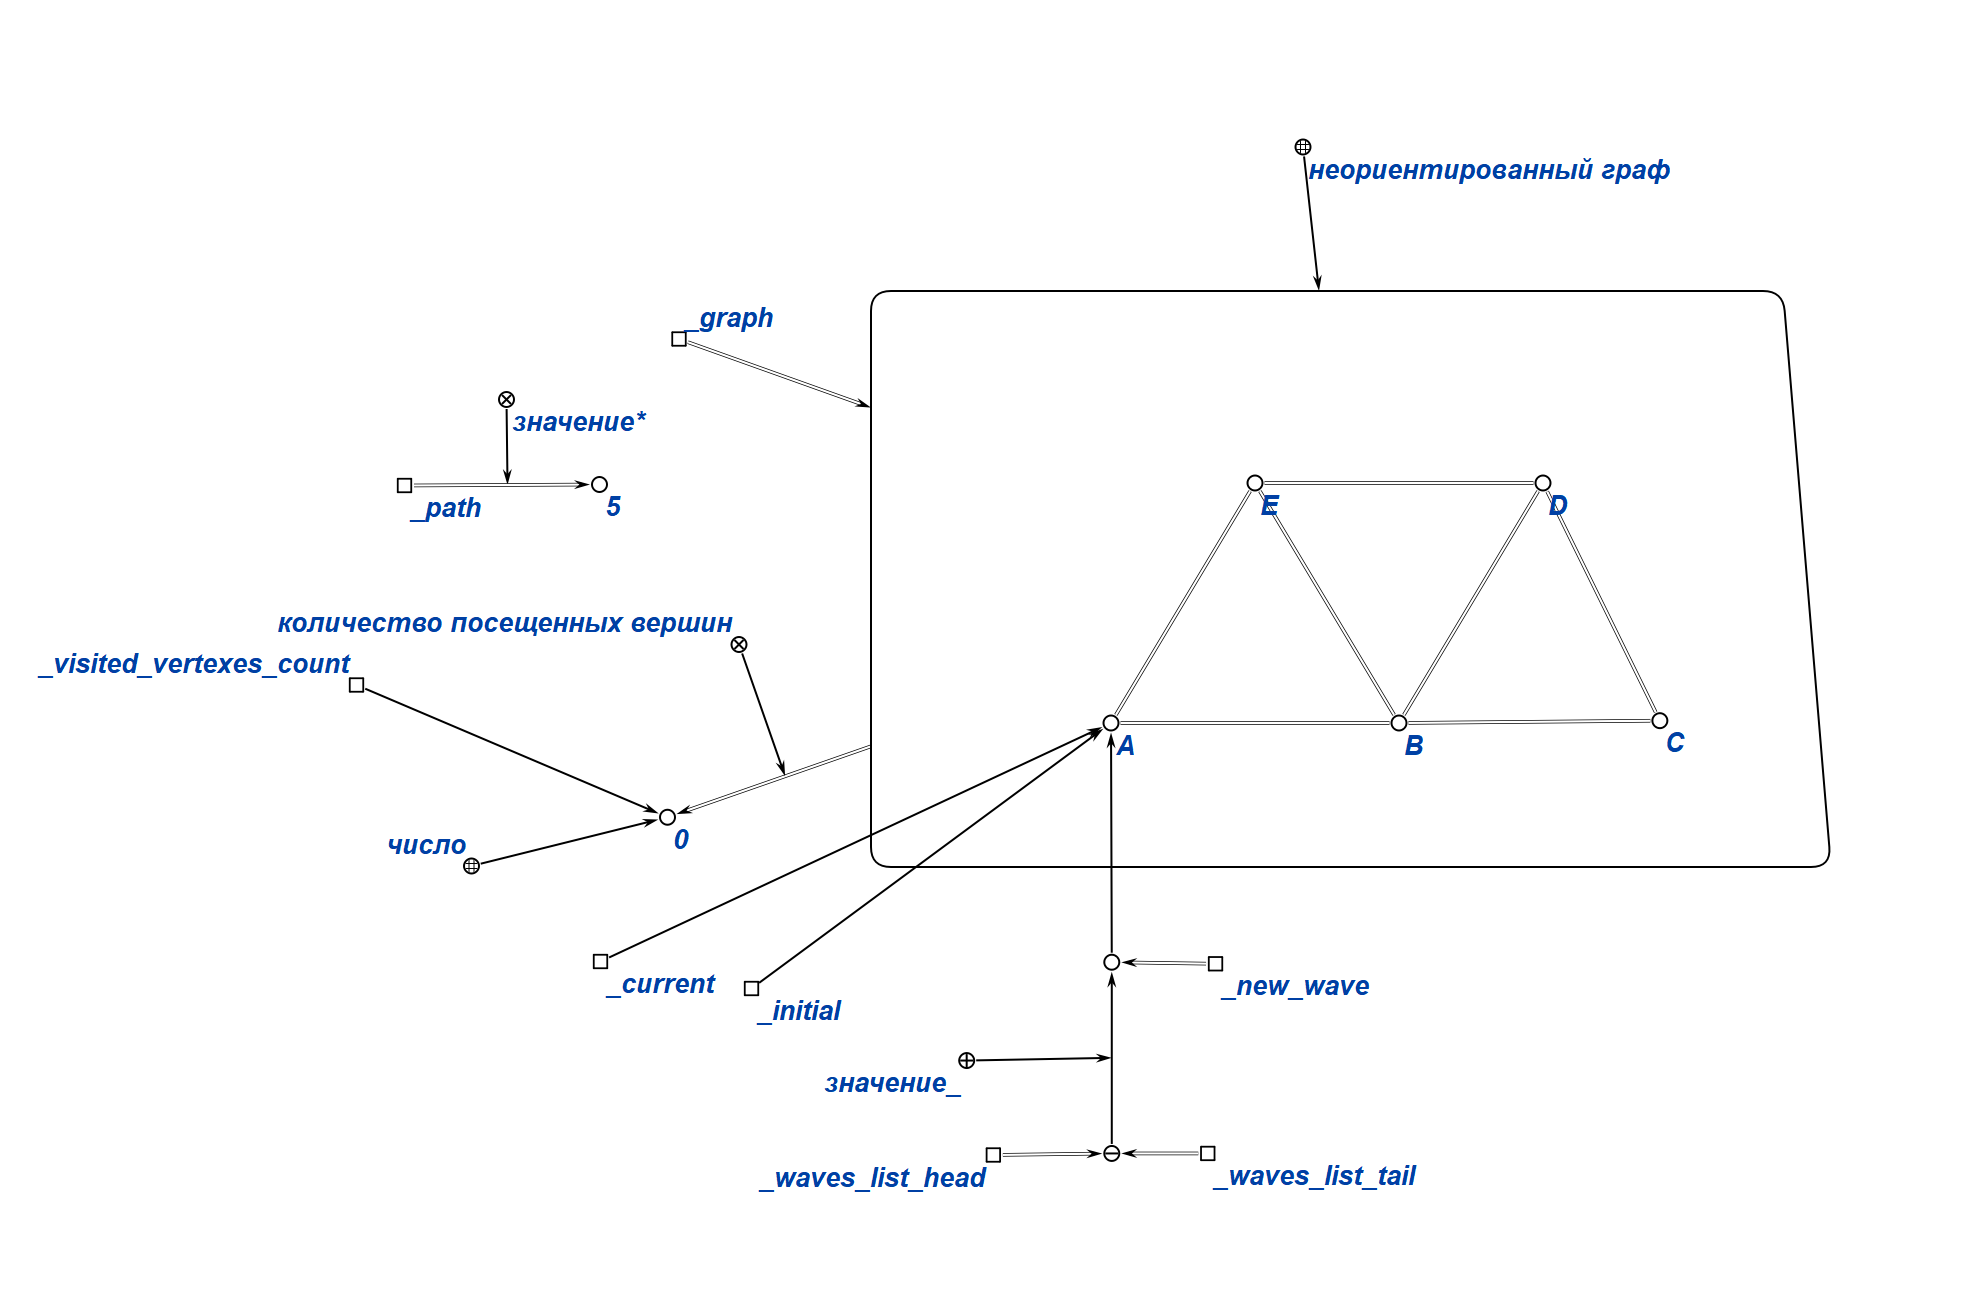 неориентированный граф
_graph
значение*
_path
5
E
D
количество посещенных вершин
_visited_vertexes_count
A
B
C
число
0
_current
_initial
_new_wave
значение_
_waves_list_head
_waves_list_tail